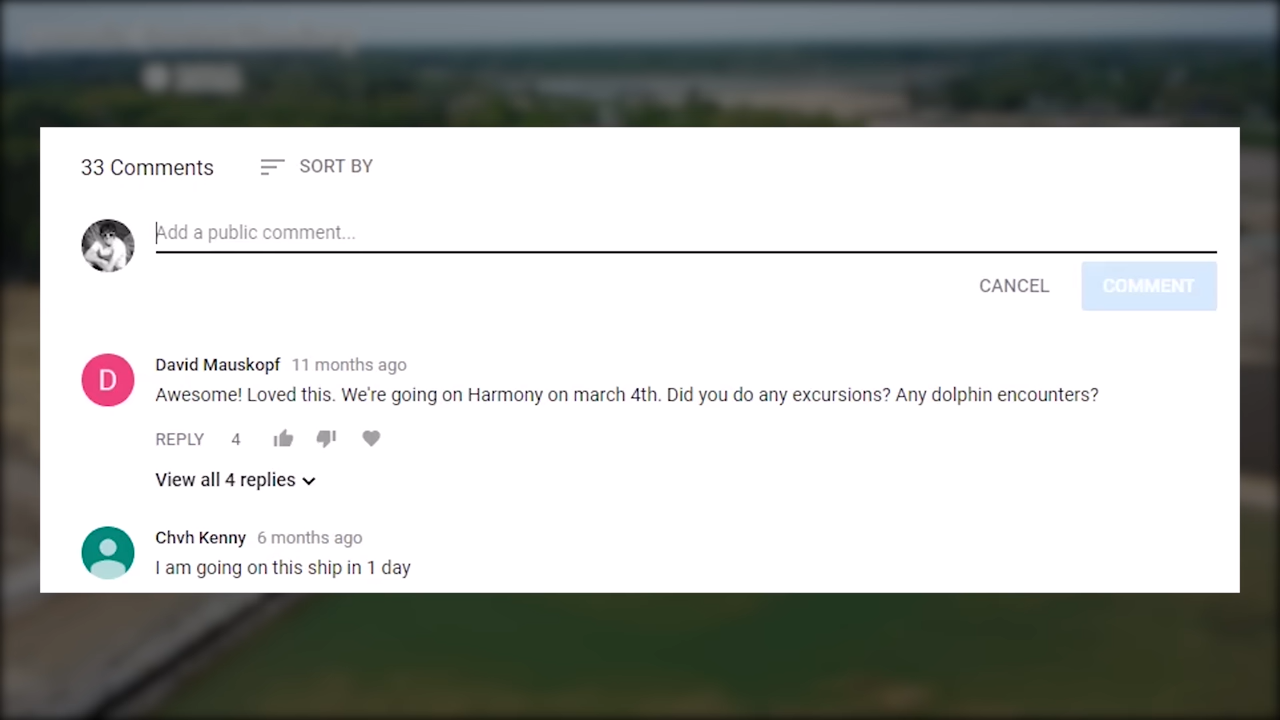 33 Comments SORT BY
Add a public comment...
CANCEL COMMENT
D
David Mauskopf 11 months ago
Awesome! Loved this. We're going on Harmony on march 4th. Did you do any excursions? Any dolphin encounters?
REPLY 4
View all 4 replies
Chvh Kenny 6 months ago
I am going on this ship in 1 day